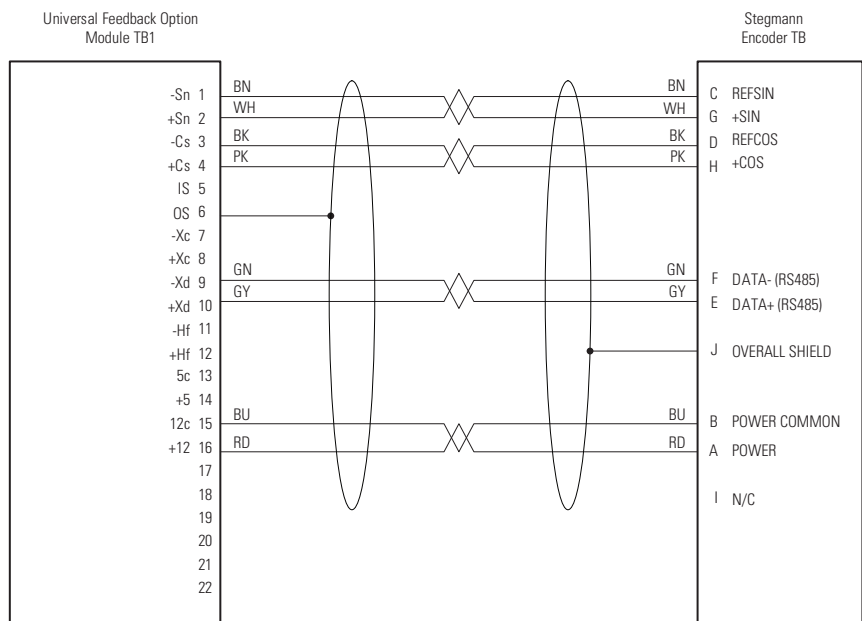 Universal Feedback Option
Module TB1
Stegmann
Encoder TB
-Sn 1 BN BN C REFSIN
+Sn 2 WH WH G +SIN
-Cs 3 BK BK D REFCOS
+Cs 4 PK PK H +COS
IS 5
OS 6
-Xc 7
+Xc 8
-Xd 9 GN GN F DATA- (RS485)
+Xd 10 GY GY E DATA+ (RS485)
-Hf 11
+Hf 12 J OVERALL SHIELD
5c 13
+5 14
12c 15 BU BU B POWER COMMON
+12 16 RD RD A POWER
17
18 I N/C
19
20
21
22